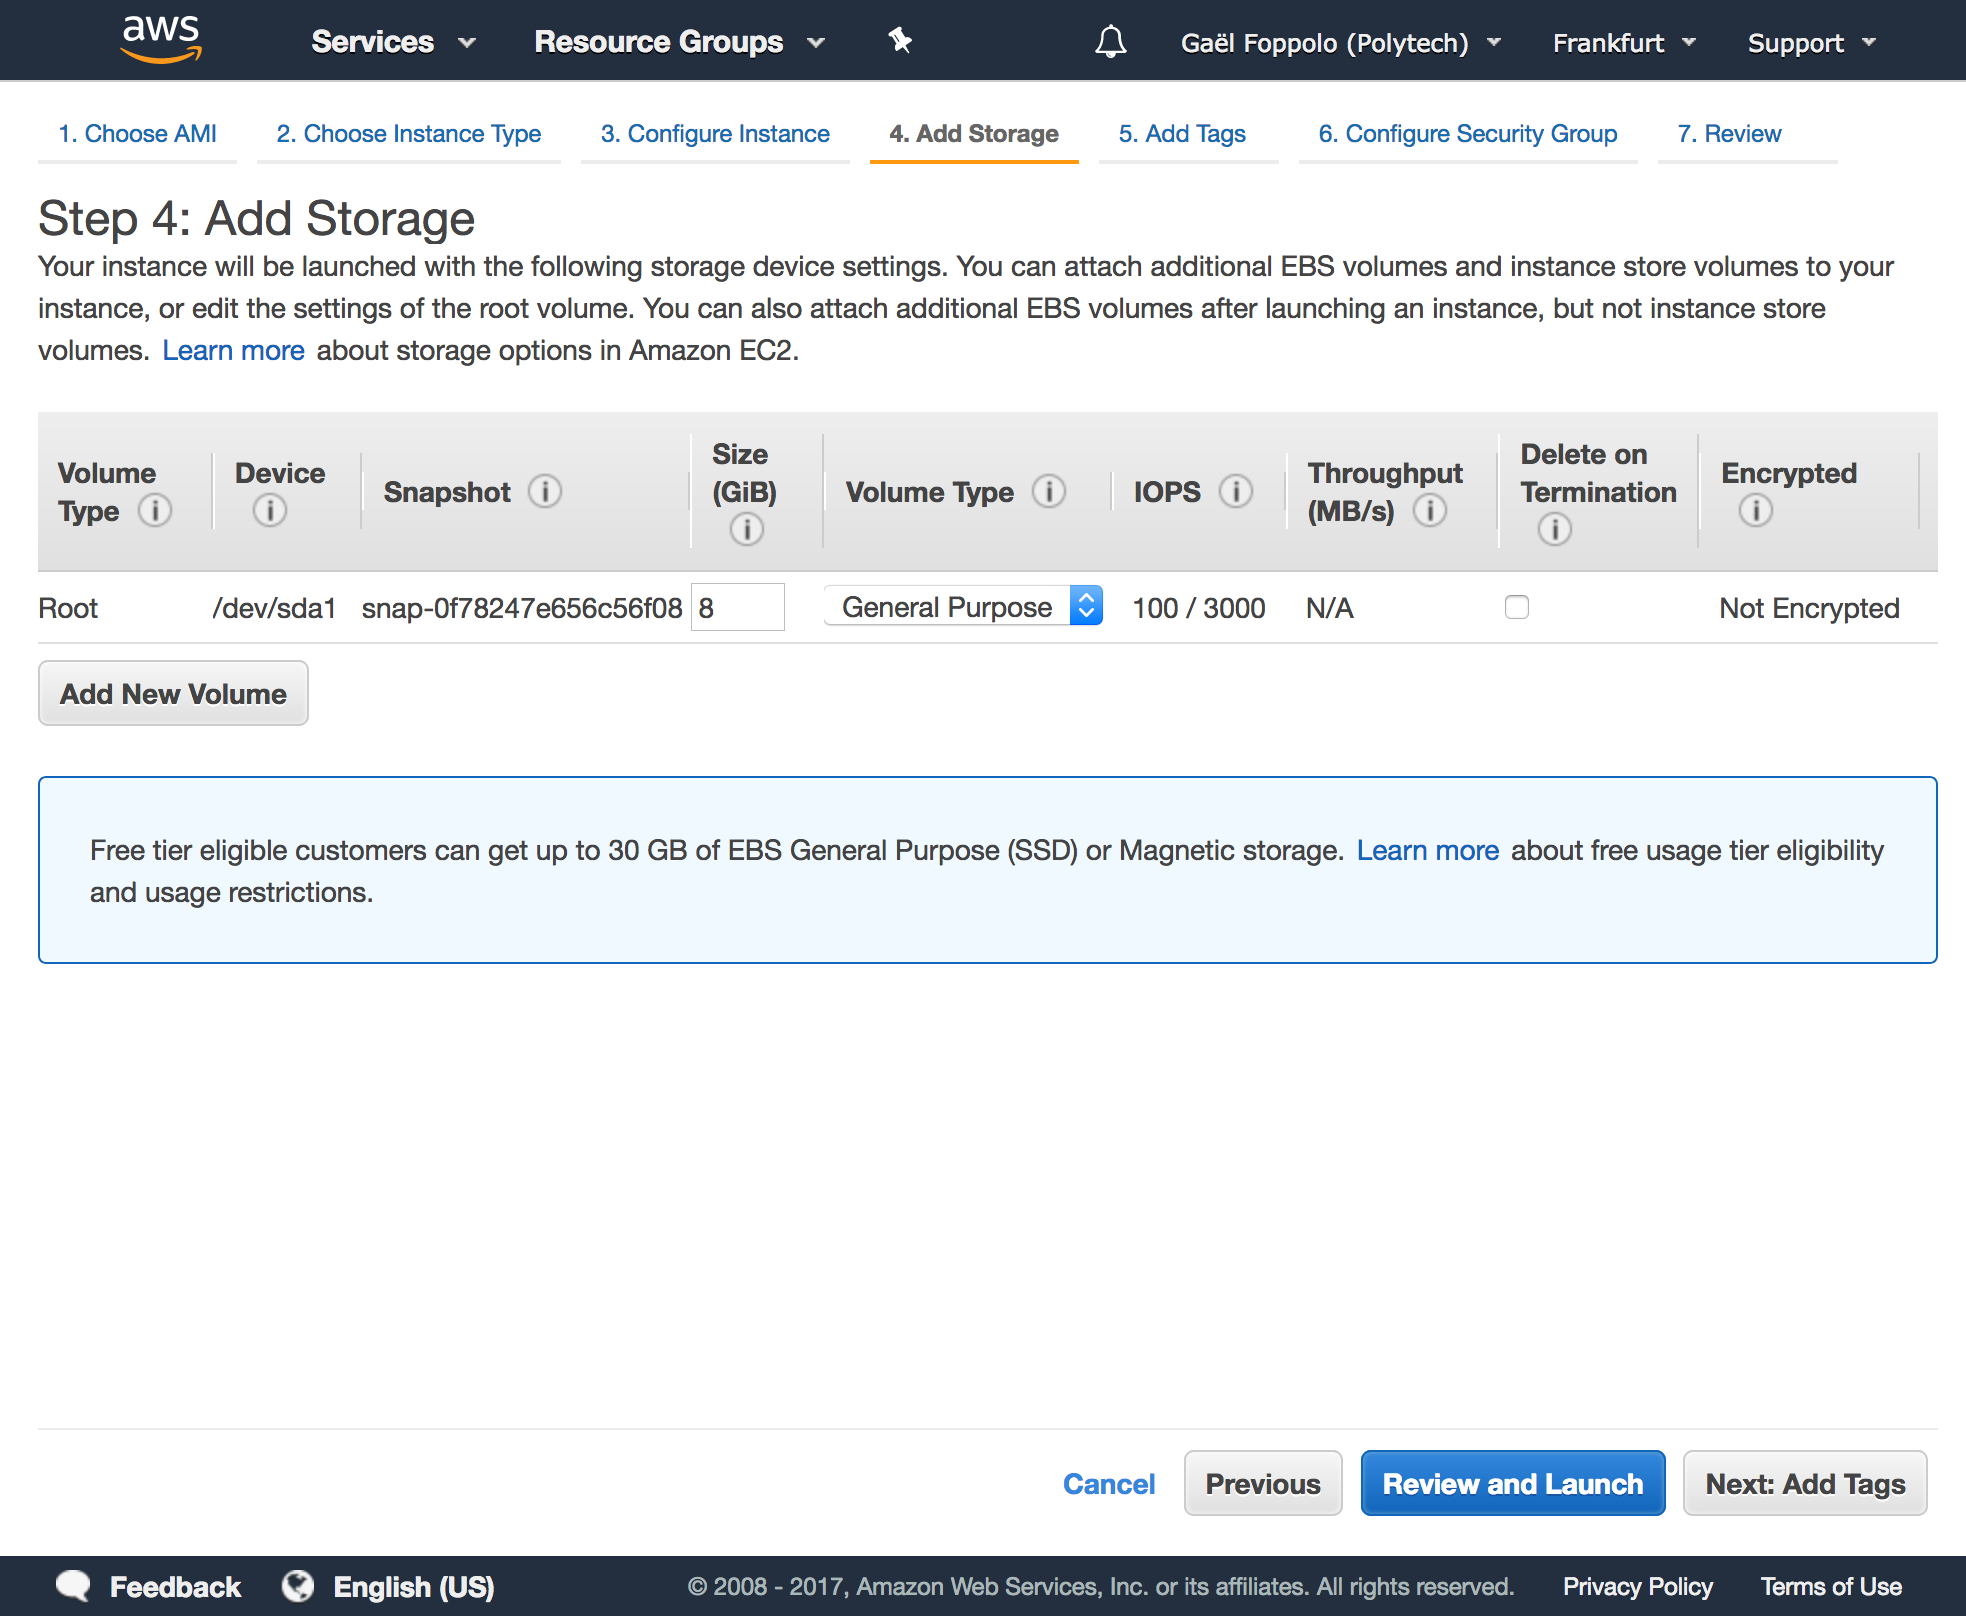 aws Services Resource Groups Gaël Foppolo (Polytech) Frankfurt Support
1. Choose AMI 2. Choose Instance Type 3. Configure Instance 4. Add Storage 5. Add Tags 6. Configure Security Group 7. Review
Step 4: Add Storage
Your instance will be launched with the following storage device settings. You can attach additional EBS volumes and instance store volumes to your
instance, or edit the settings of the root volume. You can also attach additional EBS volumes after launching an instance, but not instance store
volumes. Learn more about storage options in Amazon EC2.
Volume Type i Device i Snapshot i Size (GiB) i Volume Type i IOPS i Throughput (MB/s) i Delete on Termination i Encrypted i
Root /dev/sda1 snap-0f78247e656c56f08 8 General Purpose 100 / 3000 N/A Not Encrypted
Add New Volume
Free tier eligible customers can get up to 30 GB of EBS General Purpose (SSD) or Magnetic storage. Learn more about free usage tier eligibility
and usage restrictions.
Cancel Previous Review and Launch Next: Add Tags
Feedback English (US) © 2008 - 2017, Amazon Web Services, Inc. or its affiliates. All rights reserved. Privacy Policy Terms of Use